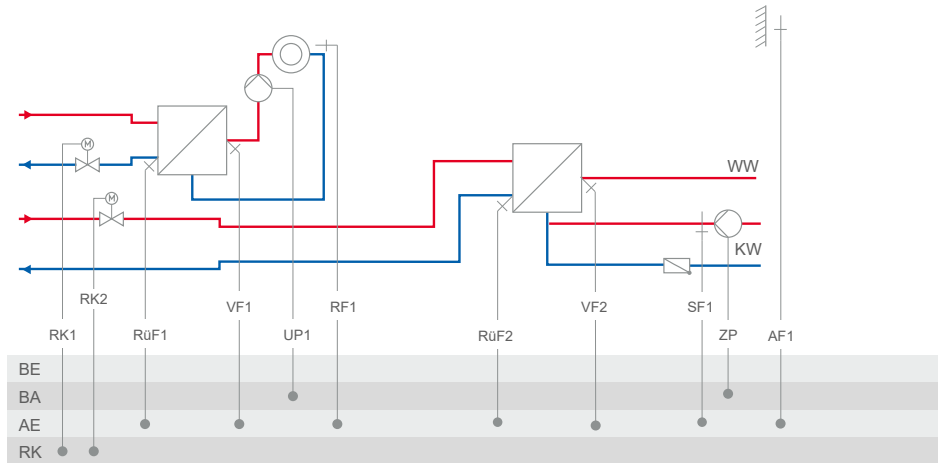 M
WW
M
KW
RK2
VF1
RF1
VF2
SF1
RK1
RüF1
UP1
RüF2
ZP
AF1
BE
BA
AE
RK